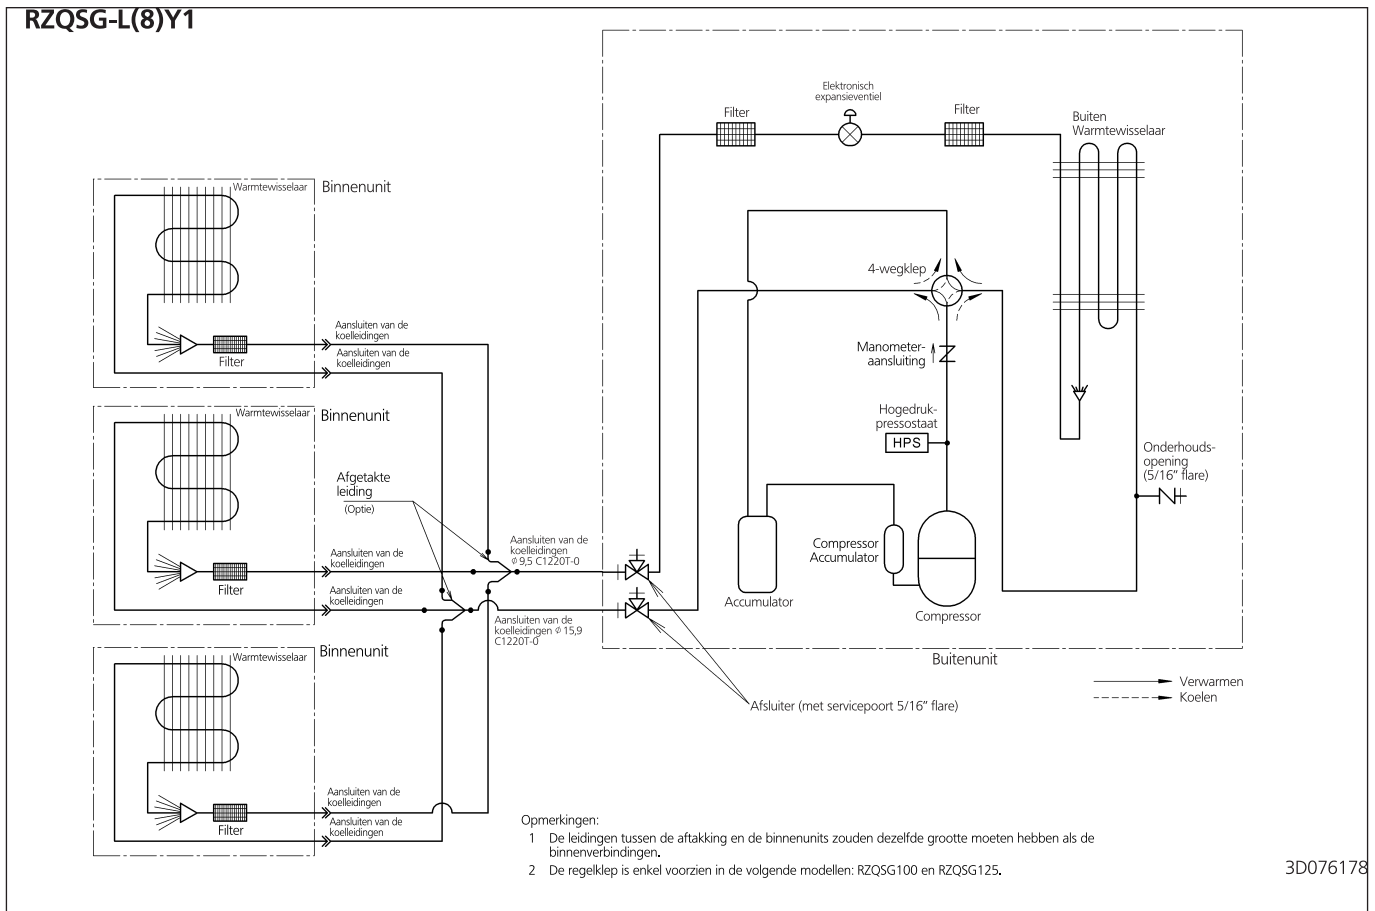 RZQSG-L(8)Y1
Elektronisch
expansieventiel
Filter
Filter
Buiten
Warmtewisselaar
Warmtewisselaar
Binnenunit
4-wegklep
Aansluiten van de
koelleidingen
Aansluiten van de
koelleidingen
Filter
Manometer-
aansluiting
Warmtewisselaar
Binnenunit
Hogedruk-
pressostaat
HPS
Onderhouds-
opening
(5/16" flare)
Afgetakte
leiding
(Optie)
Aansluiten van de
koelleidingen
ϕ 9,5 C1220T-0
Compressor
Accumulator
Aansluiten van de
koelleidingen
Filter
Aansluiten van de
koelleidingen
Accumulator
Compressor
Aansluiten van de
koelleidingen ϕ 15,9
C1220T-0
Warmtewisselaar
Binnenunit
Buitenunit
Verwarmen
Koelen
Afsluiter (met servicepoort 5/16" flare)
Aansluiten van de
koelleidingen
Filter
Aansluiten van de
koelleidingen
Opmerkingen:
1 De leidingen tussen de aftakking en de binnenunits zouden dezelfde grootte moeten hebben als de
binnenverbindingen.
2 De regelklep is enkel voorzien in de volgende modellen: RZQSG100 en RZQSG125.
3D076178